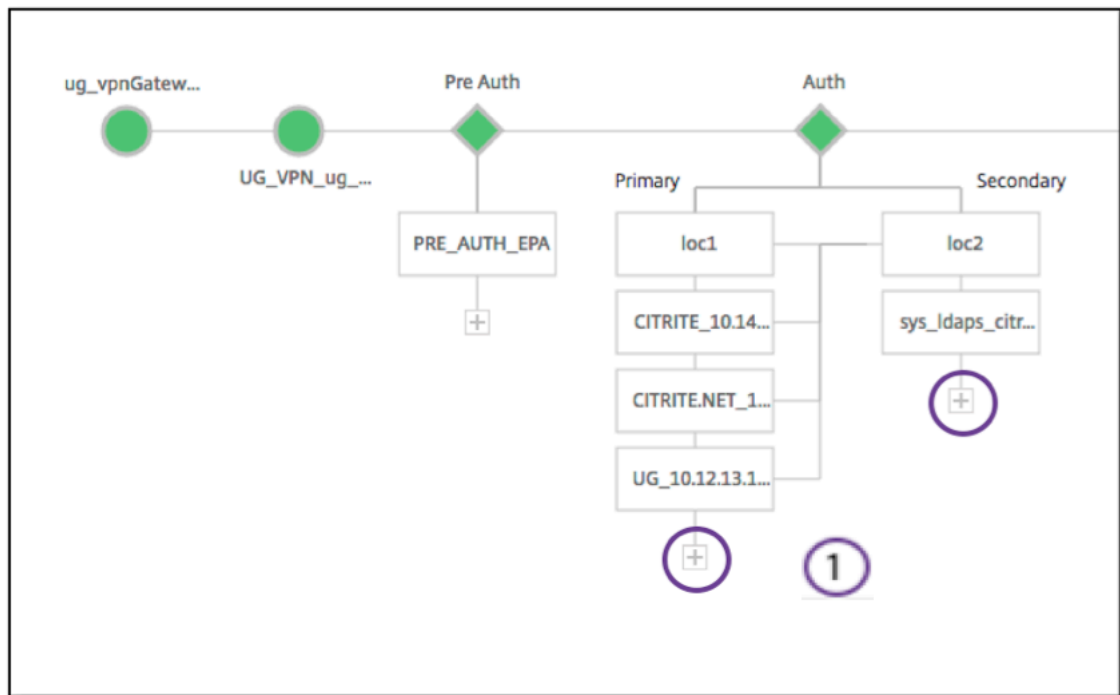 ug_vpnGatew...
Pre Auth
Auth
UG_VPN_ug_...
Primary
Secondary
PRE_AUTH_EPA
loc1
loc2
CITRITE_10.14...
sys_ldaps_citr...
CITRITE.NET_1...
UG_10.12.13.1...
1